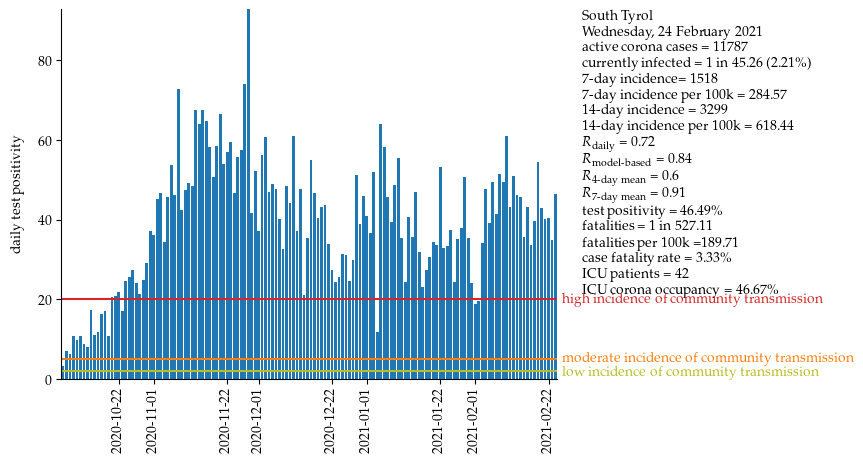 South Tyrol
Wednesday, 24 February 2021
active corona cases = 11787
currently infected = 1 in 45.26 (2.21%)
7-day incidence= 1518
7-day incidence per 100k = 284.57
14-day incidence = 3299
14-day incidence per 100k = 618.44
R_daily = 0.72
R_model-based = 0.84
R_4-day mean = 0.6
R_7-day mean = 0.91
test positivity = 46.49%
fatalities = 1 in 527.11
fatalities per 100k =189.71
case fatality rate = 3.33%
ICU patients = 42
ICU corona occupancy = 46.67%
high incidence of community transmission
moderate incidence of community transmission
low incidence of community transmission
daily test positivity
80
60
40
20
0
2020-10-22
2020-11-01
2020-11-22
2020-12-01
2020-12-22
2021-01-01
2021-01-22
2021-02-01
2021-02-22